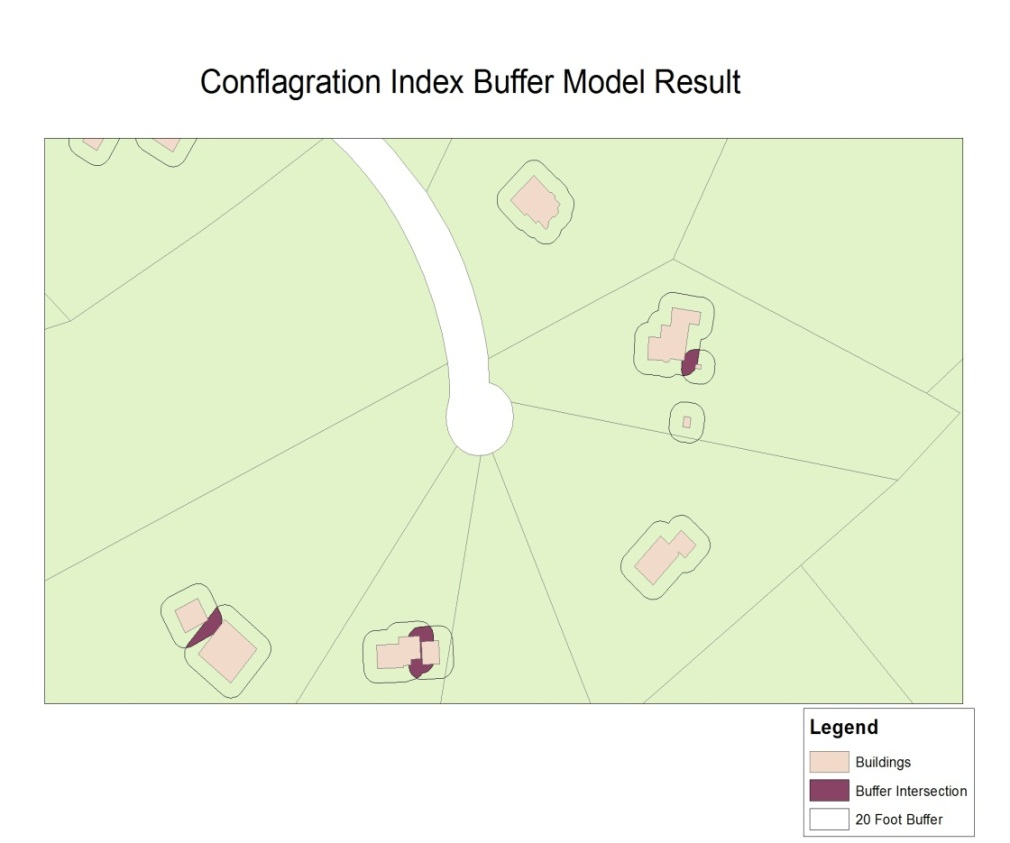 Conflagration Index Buffer Model Result
Legend
Buildings
Buffer Intersection
20 Foot Buffer